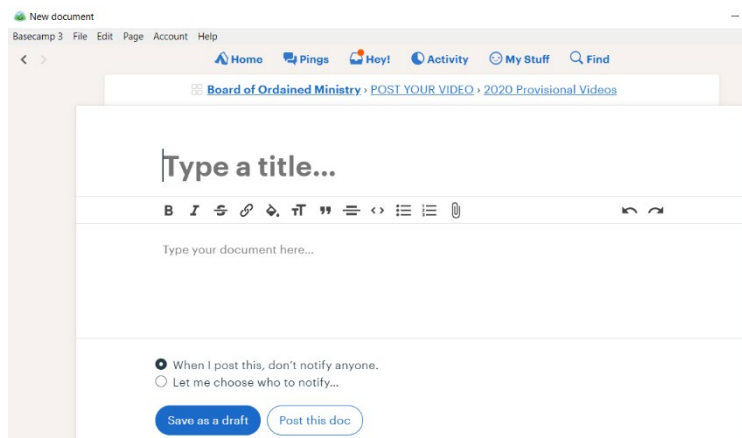 New document
Basecamp 3 File Edit Page Account Help
Home Pings Hey! Activity My Stuff Find
Board of Ordained Ministry › POST YOUR VIDEO › 2020 Provisional Videos
Type a title...
B I S
Type your document here...
When I post this, don't notify anyone.
Let me choose who to notify...
Save as a draft Post this doc